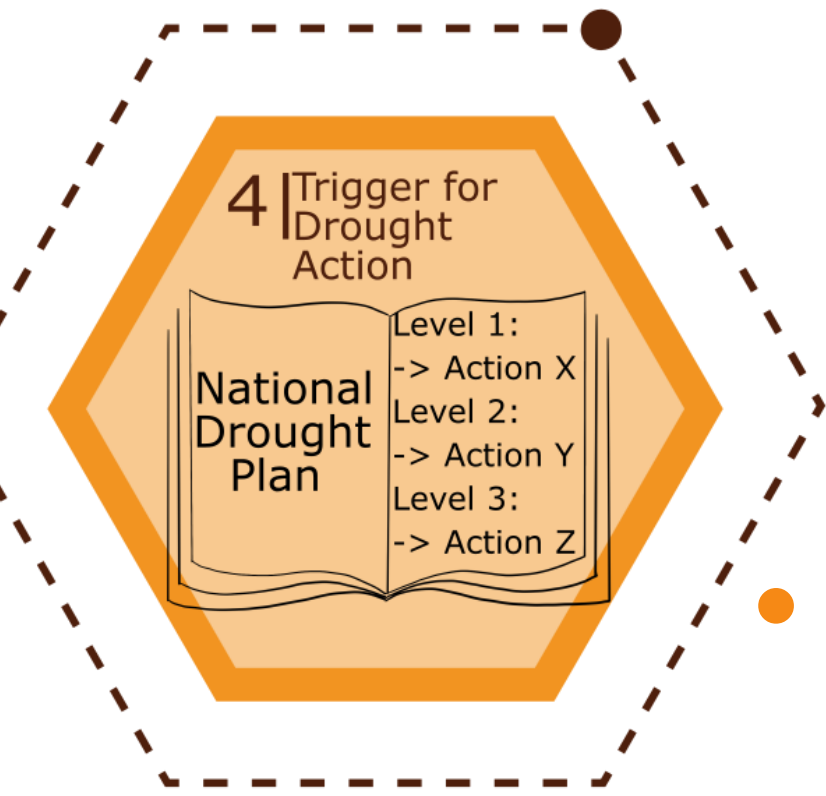 4 Trigger for
Drought
Action
National
Drought
Plan
Level 1:
-> Action X
Level 2:
-> Action Y
Level 3:
-> Action Z